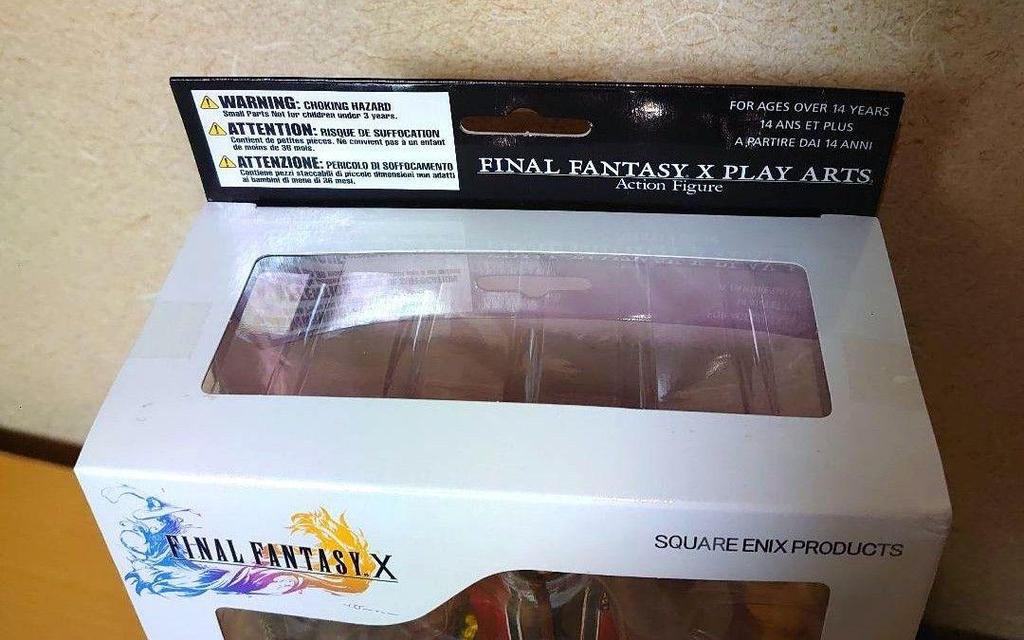 WARNING: CHOKING HAZARD
Small Parts Not for children under 3 years.
ATTENTION: RISQUE DE SUFFOCATION
Contient de petites pièces. Ne convient pas à un enfant
de moins de 36 mois.
ATTENZIONE: PERICOLO DI SOFFOCAMENTO
Contiene pezzi staccabili di piccole dimensioni non adatti
ai bambini di meno di 36 mesi.
FOR AGES OVER 14 YEARS
14 ANS ET PLUS
A PARTIRE DAI 14 ANNI
FINAL FANTASY X PLAY ARTS
Action Figure
FINAL FANTASY X
SQUARE ENIX PRODUCTS